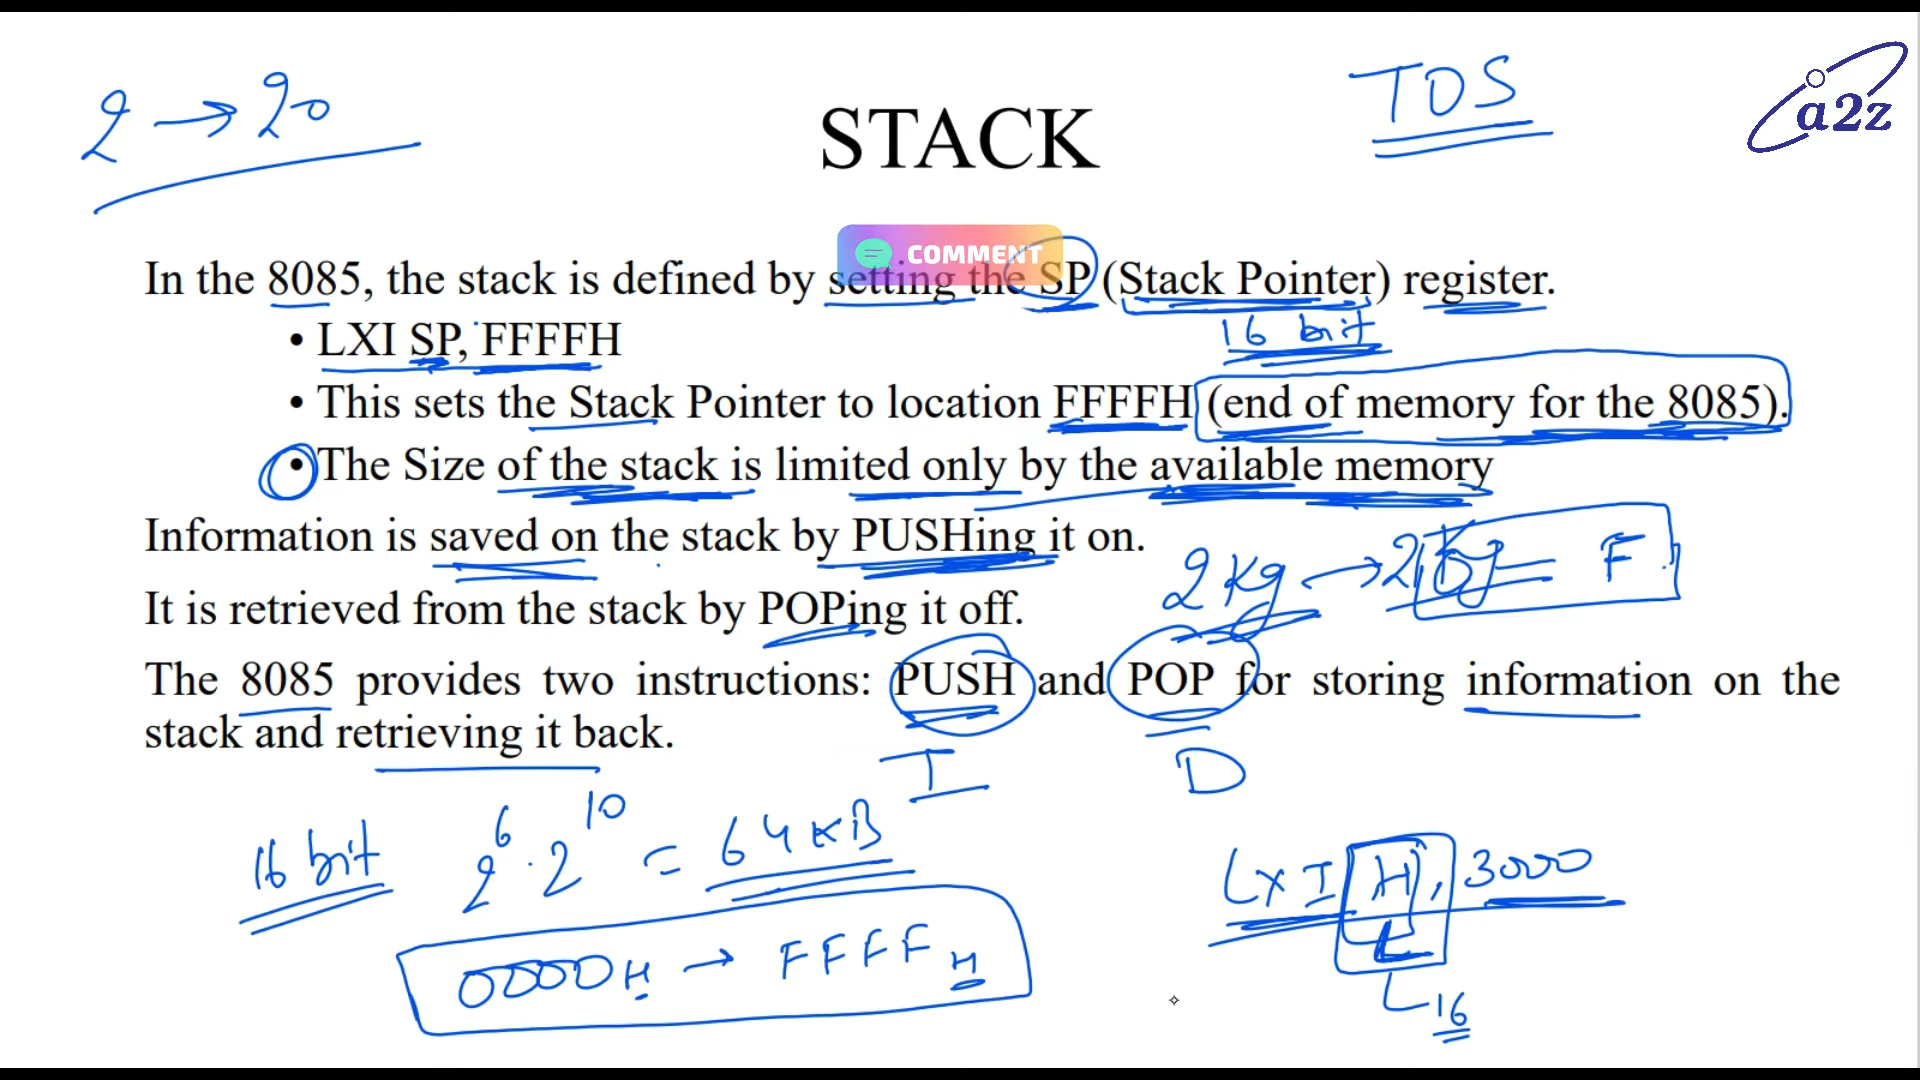 2 → 20
TOS
a2z
STACK
COMMENT
In the 8085, the stack is defined by setting the SP (Stack Pointer) register.
16 bit
• LXI SP, FFFFH
• This sets the Stack Pointer to location FFFFH (end of memory for the 8085).
• The Size of the stack is limited only by the available memory
Information is saved on the stack by PUSHing it on.
2 Kg → 2 Kg = F
It is retrieved from the stack by POPing it off.
The 8085 provides two instructions: PUSH and POP for storing information on the
stack and retrieving it back.
I D
16 bit 2^6 · 2^10 = 64 KB
LXI H, 3000
L
0000H → FFFFH
16